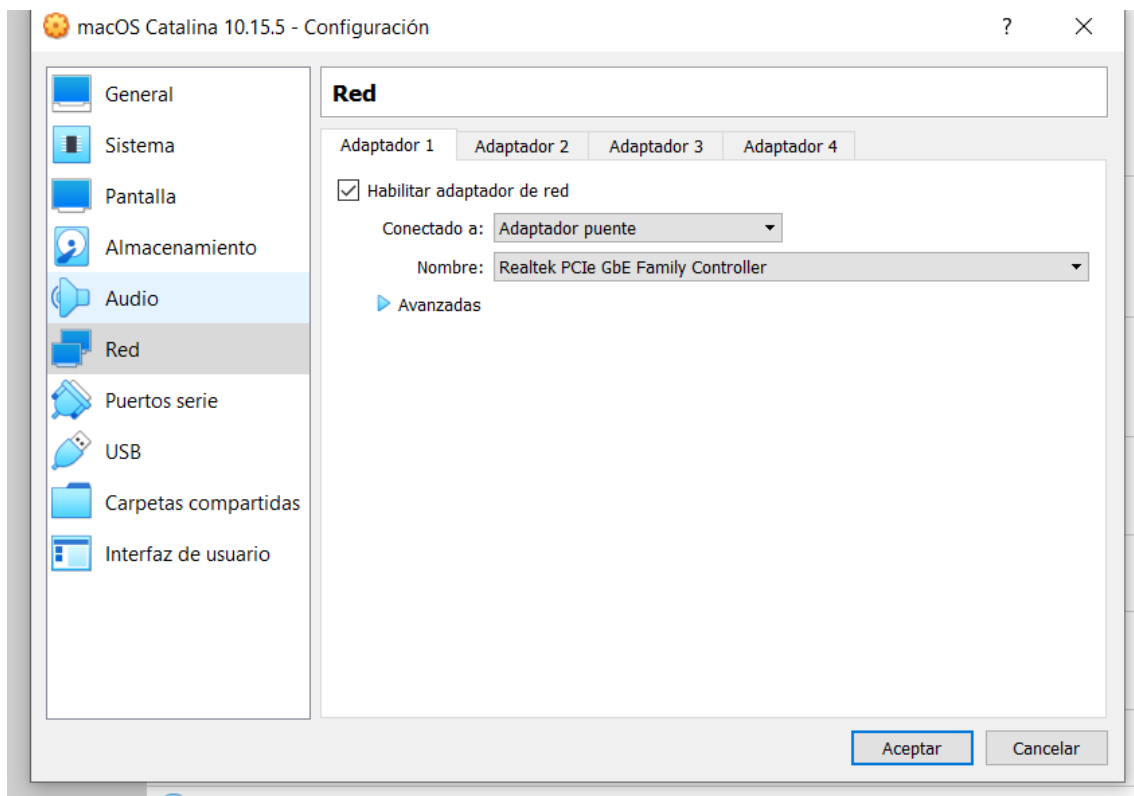 macOS Catalina 10.15.5 - Configuración
?
General
Sistema
Pantalla
Almacenamiento
Audio
Red
Puertos serie
USB
Carpetas compartidas
Interfaz de usuario
Red
Adaptador 1 Adaptador 2 Adaptador 3 Adaptador 4
Habilitar adaptador de red
Conectado a: Adaptador puente
Nombre: Realtek PCIe GbE Family Controller
Avanzadas
Aceptar Cancelar